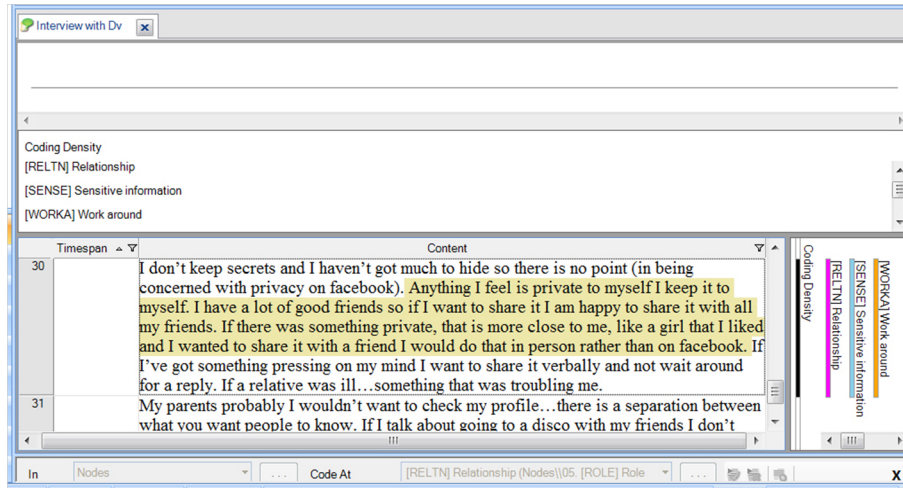 Interview with Dv
Coding Density
[RELTN] Relationship
[SENSE] Sensitive information
[WORKA] Work around
Timespan Content
30 I don’t keep secrets and I haven’t got much to hide so there is no point (in being
concerned with privacy on facebook). Anything I feel is private to myself I keep it to
myself. I have a lot of good friends so if I want to share it I am happy to share it with all
my friends. If there was something private, that is more close to me, like a girl that I liked
and I wanted to share it with a friend I would do that in person rather than on facebook. If
I’ve got something pressing on my mind I want to share it verbally and not wait around
for a reply. If a relative was ill…something that was troubling me.
31 My parents probably I wouldn’t want to check my profile…there is a separation between
what you want people to know. If I talk about going to a disco with my friends I don’t
Coding Density
[RELTN] Relationship
[SENSE] Sensitive information
[WORKA] Work around
In Nodes ... Code At [RELTN] Relationship (Nodes\\05. [ROLE] Role ... X